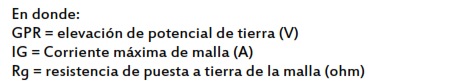 En donde:
GPR = elevación de potencial de tierra (V)
IG = Corriente máxima de malla (A)
Rg = resistencia de puesta a tierra de la malla (ohm)